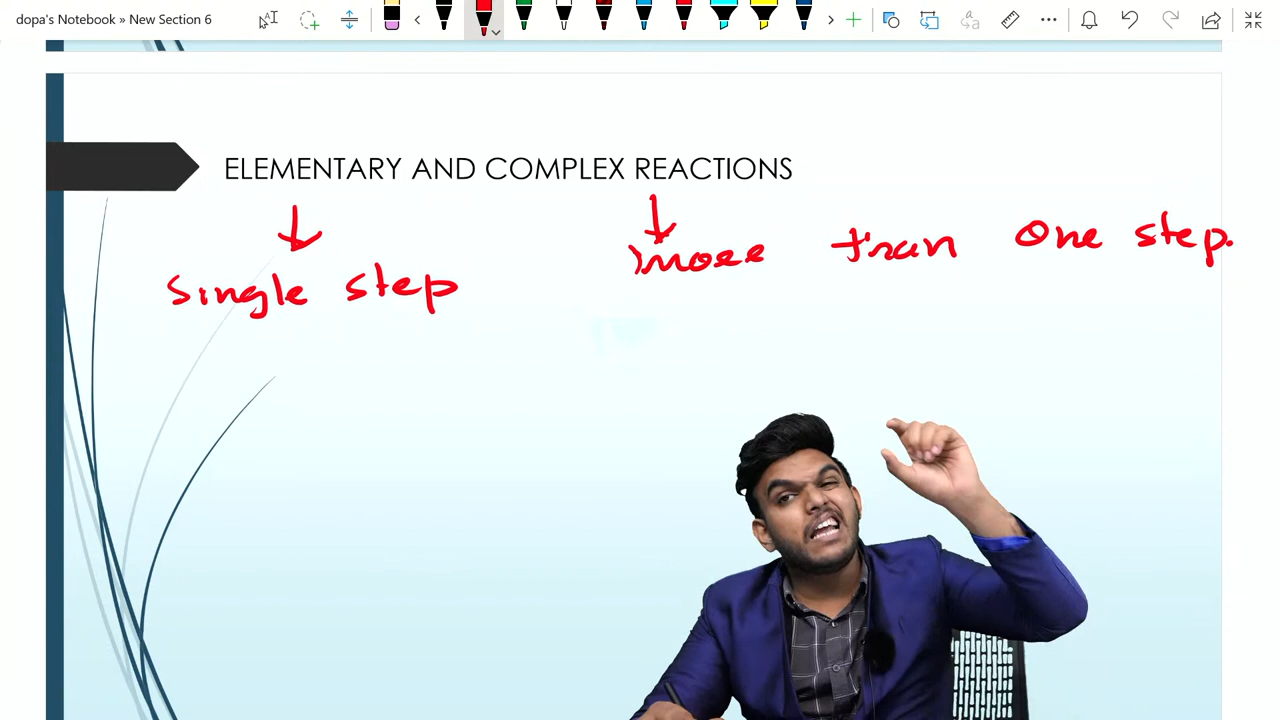 dopa's Notebook » New Section 6
ELEMENTARY AND COMPLEX REACTIONS
single step
more than one step.